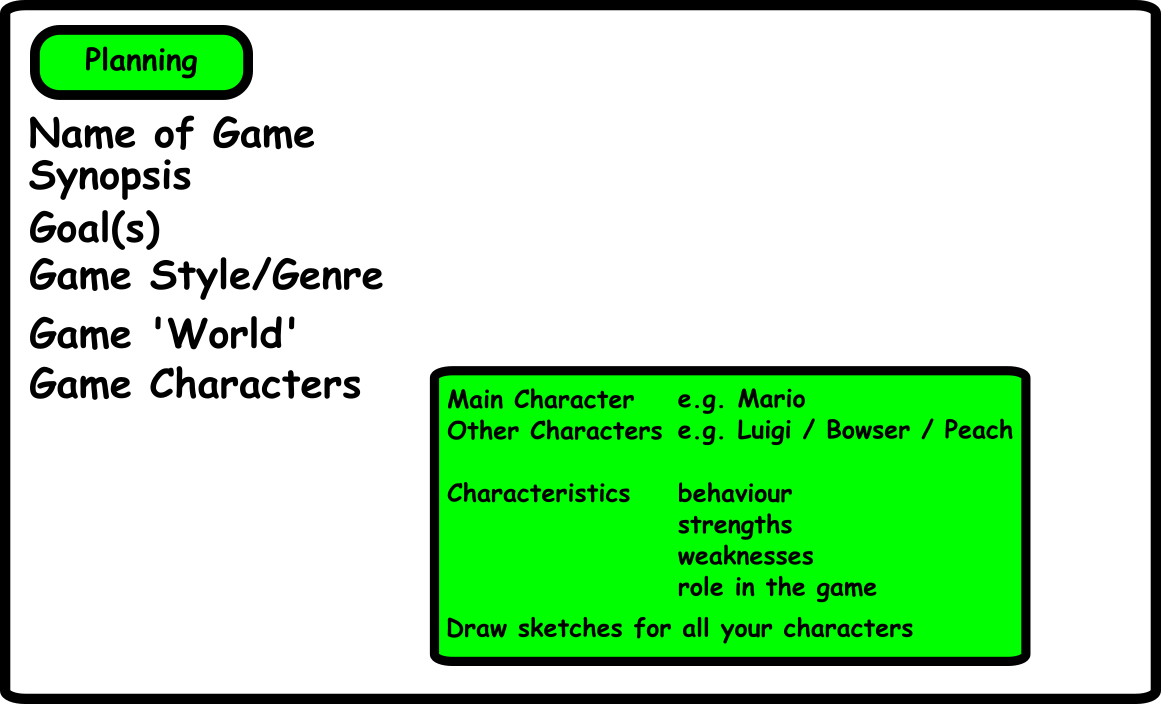 Planning
Name of Game
Synopsis
Goal(s)
Game Style/Genre
Game 'World'
Game Characters
Main Character e.g. Mario
Other Characters e.g. Luigi / Bowser / Peach
Characteristics behaviour
strengths
weaknesses
role in the game
Draw sketches for all your characters